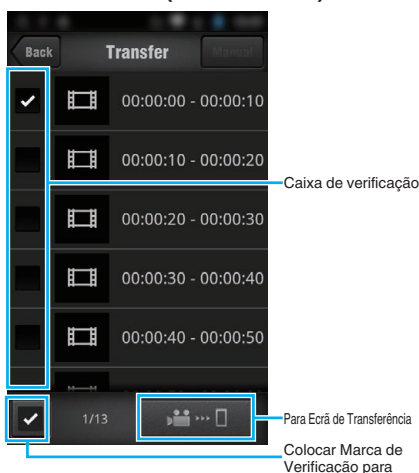 Back
Transfer
Manual
00:00:00 - 00:00:10
00:00:10 - 00:00:20
Caixa de verificação
00:00:20 - 00:00:30
00:00:30 - 00:00:40
00:00:40 - 00:00:50
1/13
Para Ecrã de Transferência
Colocar Marca de
Verificação para